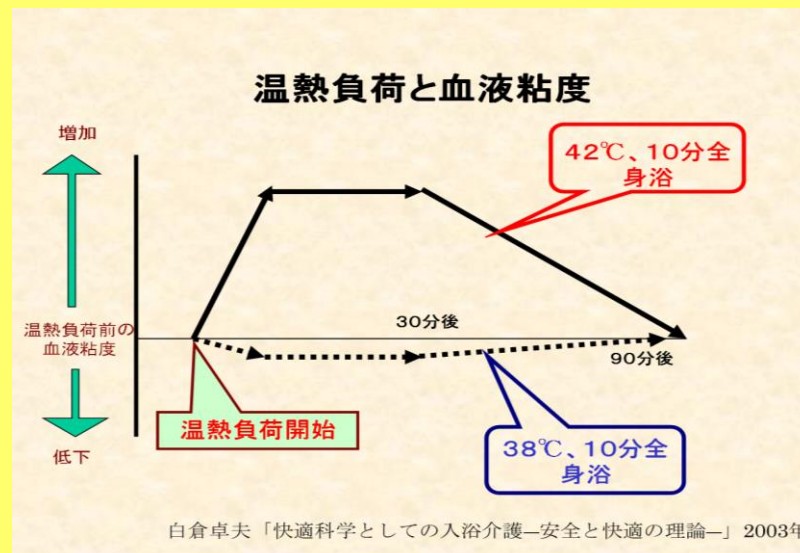 温熱負荷と血液粘度
増加
42℃、10分全
身浴
30分後
温熱負荷前の
血液粘度
90分後
温熱負荷開始
38℃、10分全
身浴
低下
白倉卓夫「快適科学としての入浴介護―安全と快適の理論―」2003年